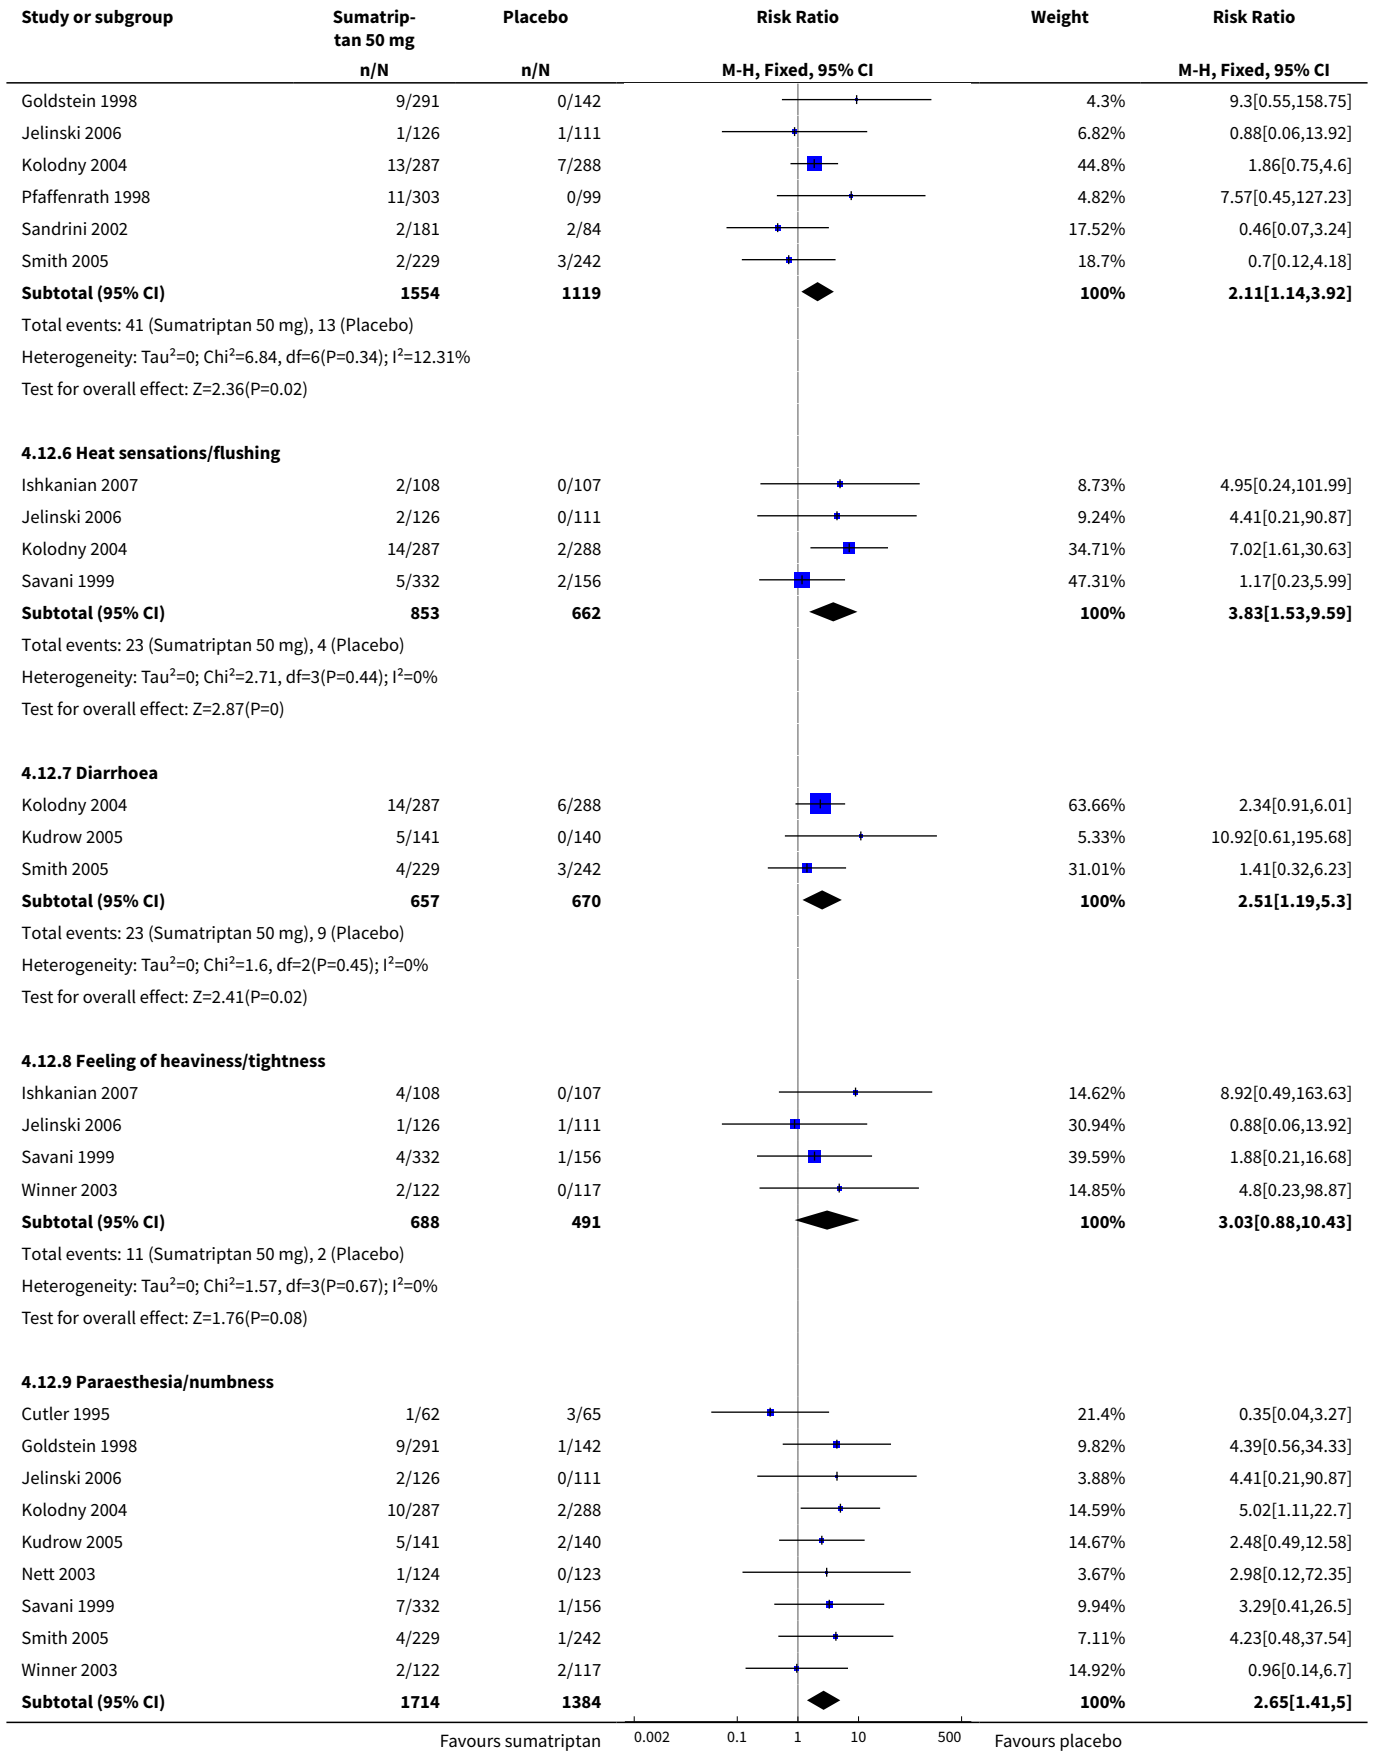 Study or subgroup Sumatrip- Placebo Risk Ratio Weight Risk Ratio
tan 50 mg
n/N n/N M-H, Fixed, 95% CI M-H, Fixed, 95% CI
Goldstein 1998 9/291 0/142 4.3% 9.3[0.55,158.75]
Jelinski 2006 1/126 1/111 6.82% 0.88[0.06,13.92]
Kolodny 2004 13/287 7/288 44.8% 1.86[0.75,4.6]
Pfaffenrath 1998 11/303 0/99 4.82% 7.57[0.45,127.23]
Sandrini 2002 2/181 2/84 17.52% 0.46[0.07,3.24]
Smith 2005 2/229 3/242 18.7% 0.7[0.12,4.18]
Subtotal (95% CI) 1554 1119 100% 2.11[1.14,3.92]
Total events: 41 (Sumatriptan 50 mg), 13 (Placebo)
Heterogeneity: Tau²=0; Chi²=6.84, df=6(P=0.34); I²=12.31%
Test for overall effect: Z=2.36(P=0.02)
4.12.6 Heat sensations/flushing
Ishkanian 2007 2/108 0/107 8.73% 4.95[0.24,101.99]
Jelinski 2006 2/126 0/111 9.24% 4.41[0.21,90.87]
Kolodny 2004 14/287 2/288 34.71% 7.02[1.61,30.63]
Savani 1999 5/332 2/156 47.31% 1.17[0.23,5.99]
Subtotal (95% CI) 853 662 100% 3.83[1.53,9.59]
Total events: 23 (Sumatriptan 50 mg), 4 (Placebo)
Heterogeneity: Tau²=0; Chi²=2.71, df=3(P=0.44); I²=0%
Test for overall effect: Z=2.87(P=0)
4.12.7 Diarrhoea
Kolodny 2004 14/287 6/288 63.66% 2.34[0.91,6.01]
Kudrow 2005 5/141 0/140 5.33% 10.92[0.61,195.68]
Smith 2005 4/229 3/242 31.01% 1.41[0.32,6.23]
Subtotal (95% CI) 657 670 100% 2.51[1.19,5.3]
Total events: 23 (Sumatriptan 50 mg), 9 (Placebo)
Heterogeneity: Tau²=0; Chi²=1.6, df=2(P=0.45); I²=0%
Test for overall effect: Z=2.41(P=0.02)
4.12.8 Feeling of heaviness/tightness
Ishkanian 2007 4/108 0/107 14.62% 8.92[0.49,163.63]
Jelinski 2006 1/126 1/111 30.94% 0.88[0.06,13.92]
Savani 1999 4/332 1/156 39.59% 1.88[0.21,16.68]
Winner 2003 2/122 0/117 14.85% 4.8[0.23,98.87]
Subtotal (95% CI) 688 491 100% 3.03[0.88,10.43]
Total events: 11 (Sumatriptan 50 mg), 2 (Placebo)
Heterogeneity: Tau²=0; Chi²=1.57, df=3(P=0.67); I²=0%
Test for overall effect: Z=1.76(P=0.08)
4.12.9 Paraesthesia/numbness
Cutler 1995 1/62 3/65 21.4% 0.35[0.04,3.27]
Goldstein 1998 9/291 1/142 9.82% 4.39[0.56,34.33]
Jelinski 2006 2/126 0/111 3.88% 4.41[0.21,90.87]
Kolodny 2004 10/287 2/288 14.59% 5.02[1.11,22.7]
Kudrow 2005 5/141 2/140 14.67% 2.48[0.49,12.58]
Nett 2003 1/124 0/123 3.67% 2.98[0.12,72.35]
Savani 1999 7/332 1/156 9.94% 3.29[0.41,26.5]
Smith 2005 4/229 1/242 7.11% 4.23[0.48,37.54]
Winner 2003 2/122 2/117 14.92% 0.96[0.14,6.7]
Subtotal (95% CI) 1714 1384 100% 2.65[1.41,5]
Favours sumatriptan 0.002 0.1 1 10 500 Favours placebo